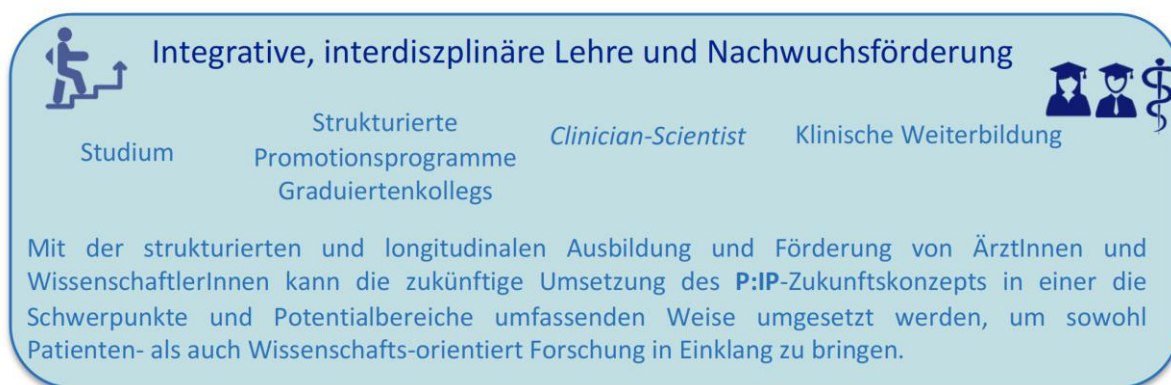 Integrative, interdiszplinäre Lehre und Nachwuchsförderung
Studium
Strukturierte
Promotionsprogramme
Graduiertenkollegs
Clinician-Scientist
Klinische Weiterbildung
Mit der strukturierten und longitudinalen Ausbildung und Förderung von ÄrztInnen und
WissenschaftlerInnen kann die zukünftige Umsetzung des P:IP-Zukunftskonzepts in einer die
Schwerpunkte und Potentialbereiche umfassenden Weise umgesetzt werden, um sowohl
Patienten- als auch Wissenschafts-orientiert Forschung in Einklang zu bringen.